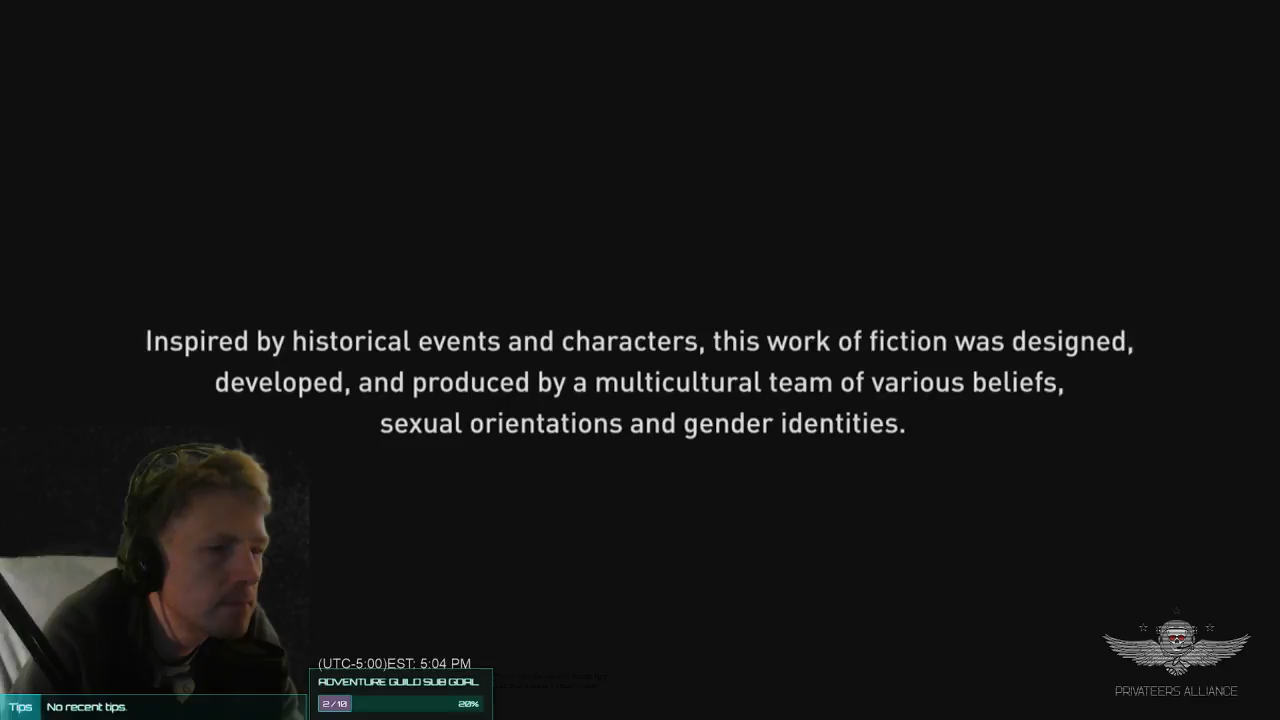 Inspired by historical events and characters, this work of fiction was designed,
developed, and produced by a multicultural team of various beliefs,
sexual orientations and gender identities.
(UTC-5:00)EST: 5:04 PM
ADVENTURE GUILD SUB GOAL
2/10
20%
Tips
No recent tips.
PRIVATEERS ALLIANCE